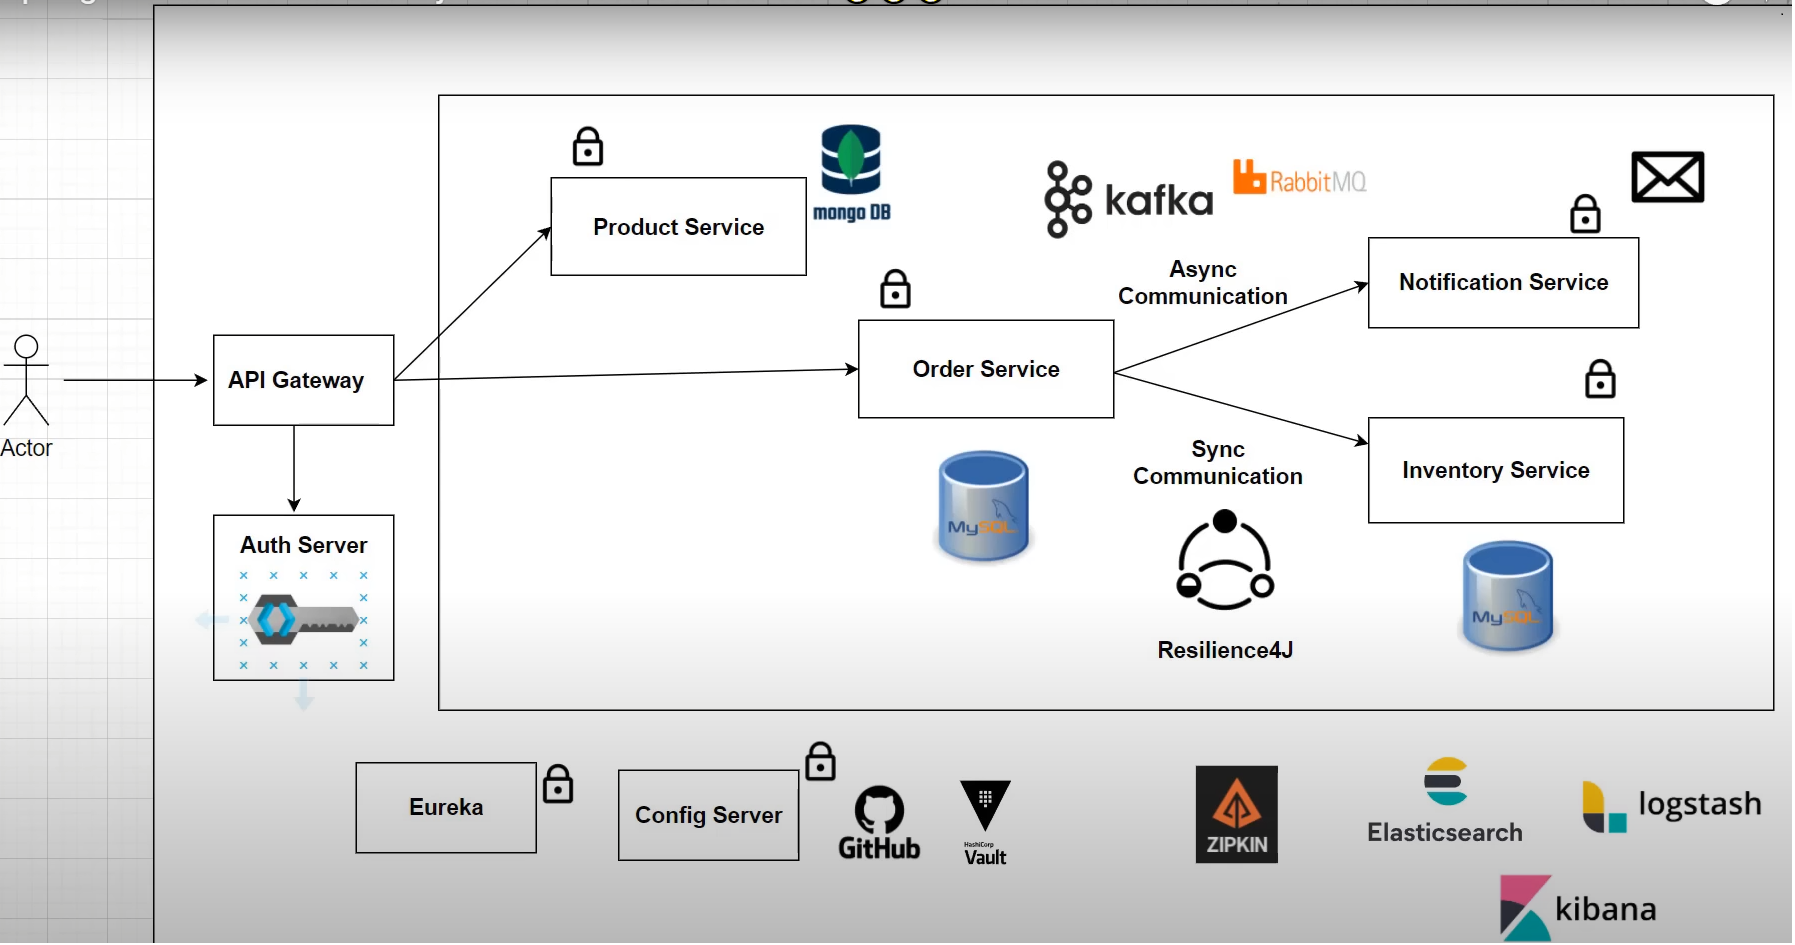 mongo DB
Product Service
kafka
RabbitMQ
Async
Communication
Notification Service
Order Service
API Gateway
Actor
Sync
Communication
Inventory Service
MySQL
Auth Server
MySQL
Resilience4J
Eureka
Config Server
GitHub
HashiCorp
Vault
ZIPKIN
Elasticsearch
logstash
kibana